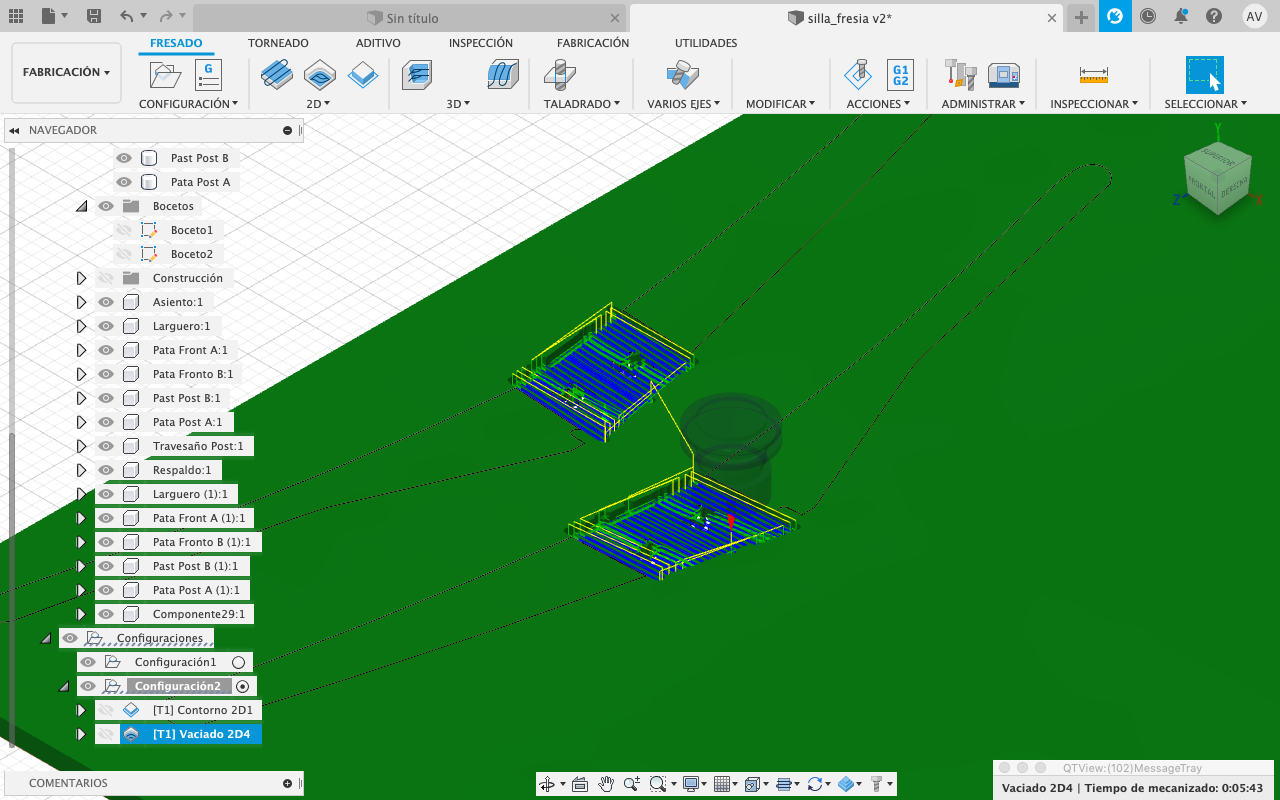 Sin título
silla_fresia v2*
AV
FABRICACIÓN
FRESADO
TORNEADO
ADITIVO
INSPECCIÓN
FABRICACIÓN
UTILIDADES
G
G1
G2
CONFIGURACIÓN
2D
3D
TALADRADO
VARIOS EJES
MODIFICAR
ACCIONES
ADMINISTRAR
INSPECCIONAR
SELECCIONAR
NAVEGADOR
Past Post B
Pata Post A
Bocetos
Boceto1
Boceto2
Construcción
Asiento:1
Larguero:1
Pata Front A:1
Pata Fronto B:1
Past Post B:1
Pata Post A:1
Travesaño Post:1
Respaldo:1
Larguero (1):1
Pata Front A (1):1
Pata Fronto B (1):1
Past Post B (1):1
Pata Post A (1):1
Componente29:1
Configuraciones
Configuración1
Configuración2
[T1] Contorno 2D1
[T1] Vaciado 2D4
Y
SUPERIOR
FRONTAL
DERECHA
Z
X
COMENTARIOS
QTView:(102)MessageTray
Vaciado 2D4 | Tiempo de mecanizado: 0:05:43